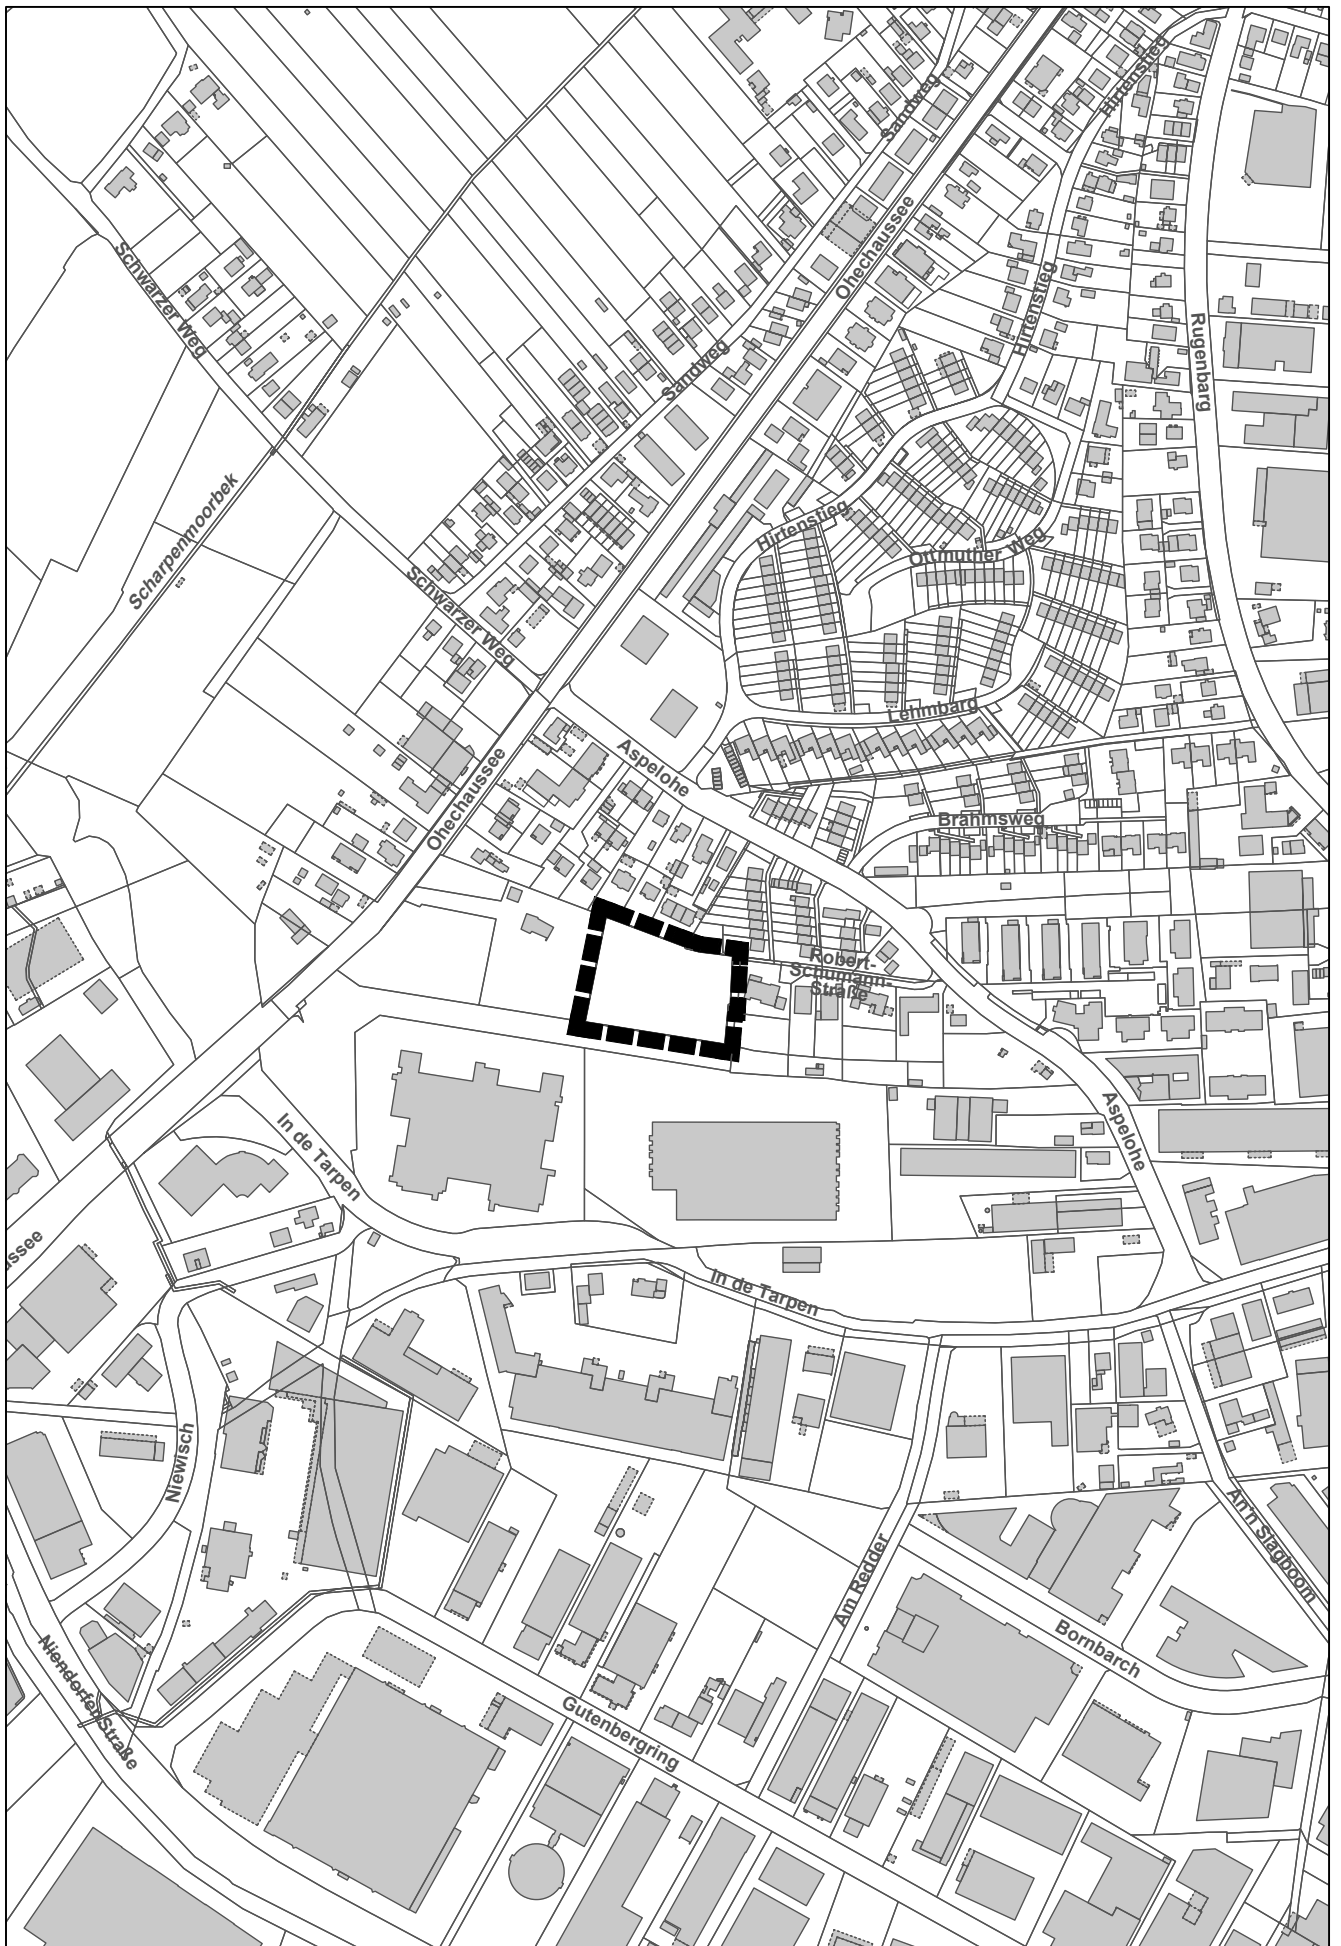 Sandweg
Hirtenstieg
Ohechaussee
Schwarzer Weg
Hirtenstieg
Rugenbarg
Sandweg
Scharpenmoorbek
Hirtenstieg
Ottmuther Weg
Schwarzer Weg
Lehmbarg
Aspelohe
Ohechaussee
Brahmsweg
Robert-
Schumann-
Straße
In de Tarpen
Aspelohe
ussee
In de Tarpen
Niewisch
An'n Slagboom
Am Redder
Bornbarch
Niendorfer Straße
Gutenbergring